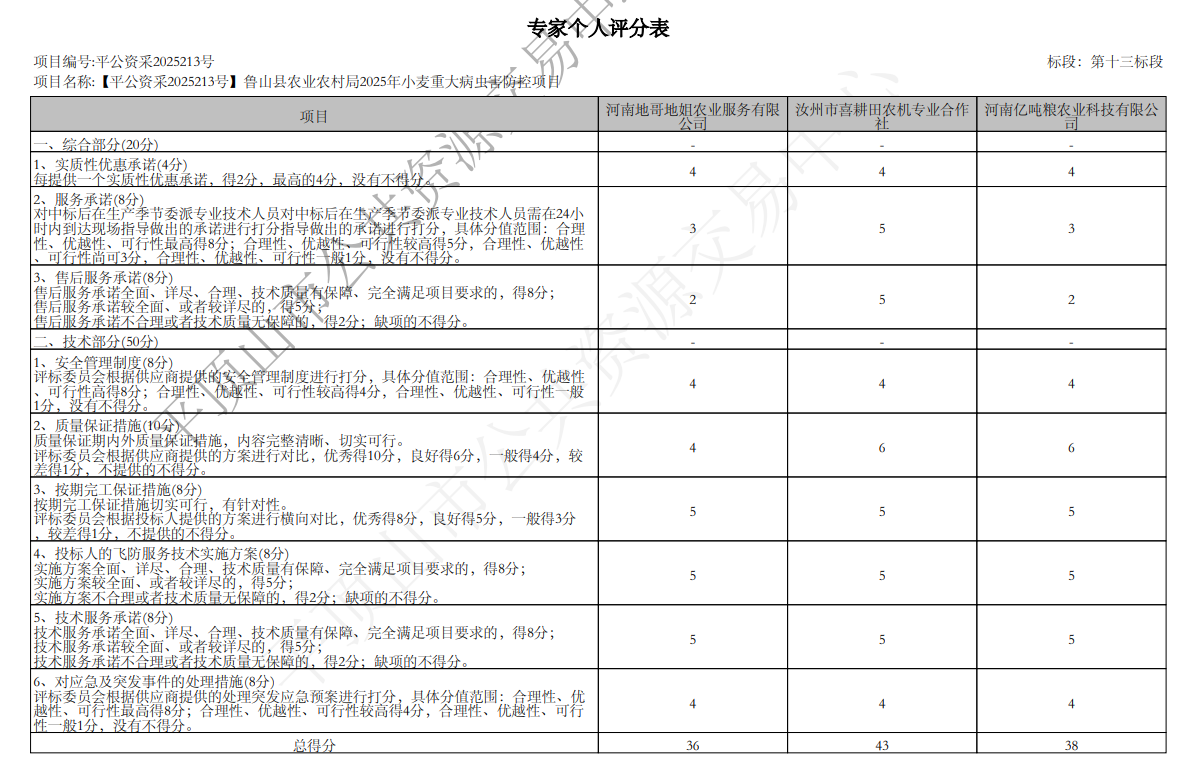 专家个人评分表
项目编号:平公资采2025213号
标段：第十三标段
项目名称:【平公资采2025213号】鲁山县农业农村局2025年小麦重大病虫害防控项目
项目
河南地哥地姐农业服务有限
公司
汝州市喜耕田农机专业合作
社
河南亿吨粮农业科技有限公
司
一、综合部分(20分)
- - -
1、实质性优惠承诺(4分)
每提供一个实质性优惠承诺，得2分，最高的4分，没有不得分。
4 4 4
2、服务承诺(8分)
对中标后在生产季节委派专业技术人员对中标后在生产季节委派专业技术人员需在24小
时内到达现场指导做出的承诺进行打分指导做出的承诺进行打分，具体分值范围：合理
性、优越性、可行性最高得8分；合理性、优越性、可行性较高得5分，合理性、优越性
、可行性尚可3分，合理性、优越性、可行性一般1分，没有不得分。
3 5 3
3、售后服务承诺(8分)
售后服务承诺全面、详尽、合理、技术质量有保障、完全满足项目要求的，得8分；
售后服务承诺较全面、或者较详尽的，得5分；
售后服务承诺不合理或者技术质量无保障的，得2分；缺项的不得分。
2 5 2
二、技术部分(50分)
- - -
1、安全管理制度(8分)
评标委员会根据供应商提供的安全管理制度进行打分，具体分值范围：合理性、优越性
、可行性高得8分；合理性、优越性、可行性较高得4分，合理性、优越性、可行性一般
1分，没有不得分。
4 4 4
2、质量保证措施(10分)
质量保证期内外质量保证措施，内容完整清晰、切实可行。
评标委员会根据供应商提供的方案进行对比，优秀得10分，良好得6分，一般得4分，较
差得1分，不提供的不得分。
4 6 6
3、按期完工保证措施(8分)
按期完工保证措施切实可行，有针对性。
评标委员会根据投标人提供的方案进行横向对比，优秀得8分，良好得5分，一般得3分
，较差得1分，不提供的不得分。
5 5 5
4、投标人的飞防服务技术实施方案(8分)
实施方案全面、详尽、合理、技术质量有保障、完全满足项目要求的，得8分；
实施方案较全面、或者较详尽的，得5分；
实施方案不合理或者技术质量无保障的，得2分；缺项的不得分。
5 5 5
5、技术服务承诺(8分)
技术服务承诺全面、详尽、合理、技术质量有保障、完全满足项目要求的，得8分；
技术服务承诺较全面、或者较详尽的，得5分；
技术服务承诺不合理或者技术质量无保障的，得2分；缺项的不得分。
5 5 5
6、对应急及突发事件的处理措施(8分)
评标委员会根据供应商提供的处理突发应急预案进行打分，具体分值范围：合理性、优
越性、可行性最高得8分；合理性、优越性、可行性较高得4分，合理性、优越性、可行
性一般1分，没有不得分。
4 4 4
总得分 36 43 38
平顶山市公共资源交易中
平顶山市公共资源交易中心